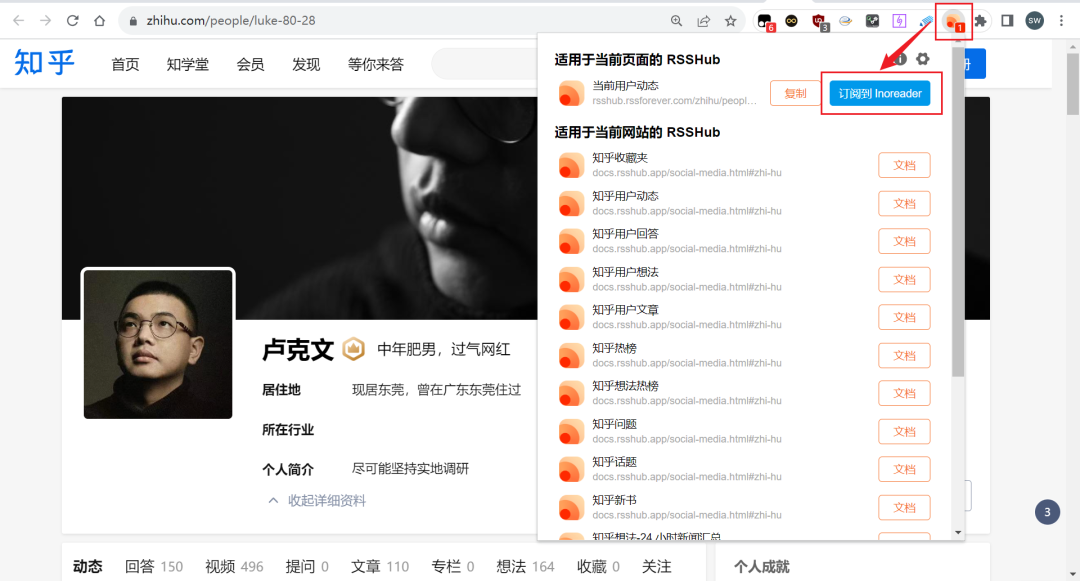 zhihu.com/people/luke-80-28
6
3
1
SW
知乎
首页 知学堂 会员 发现 等你来答
适用于当前页面的 RSSHub
当前用户动态
rsshub.rssforever.com/zhihu/peopl...
复制
订阅到 Inoreader
适用于当前网站的 RSSHub
知乎收藏夹
docs.rsshub.app/social-media.html#zhi-hu
文档
知乎用户动态
docs.rsshub.app/social-media.html#zhi-hu
文档
知乎用户回答
docs.rsshub.app/social-media.html#zhi-hu
文档
知乎用户想法
docs.rsshub.app/social-media.html#zhi-hu
文档
知乎用户文章
docs.rsshub.app/social-media.html#zhi-hu
文档
知乎热榜
docs.rsshub.app/social-media.html#zhi-hu
文档
知乎想法热榜
docs.rsshub.app/social-media.html#zhi-hu
文档
知乎问题
docs.rsshub.app/social-media.html#zhi-hu
文档
知乎话题
docs.rsshub.app/social-media.html#zhi-hu
文档
知乎新书
docs.rsshub.app/social-media.html#zhi-hu
文档
知乎想法-24 小时新闻汇总
卢克文 中年肥男，过气网红
居住地 现居东莞，曾在广东东莞住过
所在行业
个人简介 尽可能坚持实地调研
收起详细资料
3
动态 回答 150 视频 496 提问 0 文章 110 专栏 0 想法 164 收藏 0 关注
个人成就